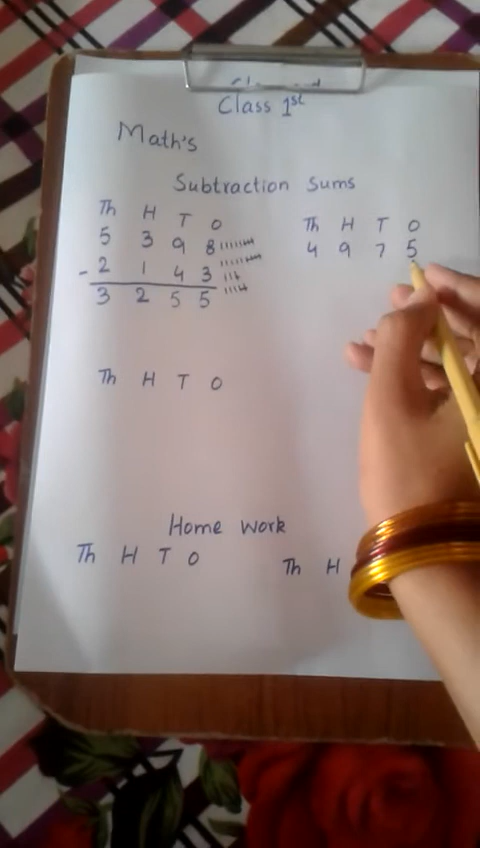 Class 1st
Math's
Subtraction Sums
Th H T O
5 3 9 8
- 2 1 4 3
3 2 5 5
Th H T O
4 9 7 5
Th H T O
Home work
Th H T O
Th H